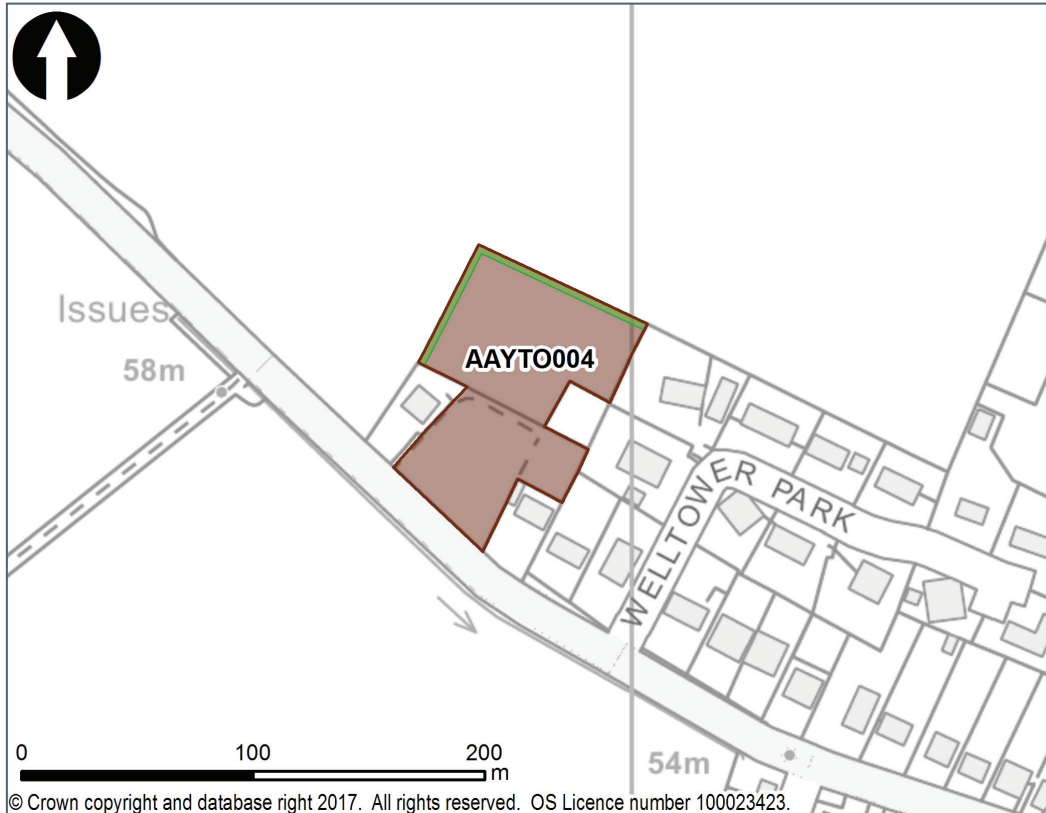 Issues
58m
AAYTO004
WELLTOWER PARK
54m
0 100 200
m
© Crown copyright and database right 2017. All rights reserved. OS Licence number 100023423.